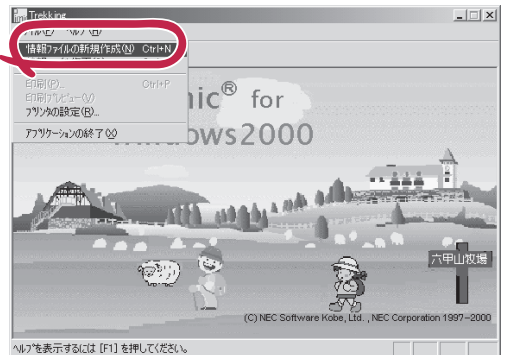 Trekking
ファイル(F) ヘルプ(H)
情報ファイルの新規作成(N) Ctrl+N
印刷(P)... Ctrl+P
印刷プレビュー(V)
プリンタの設定(R)...
アプリケーションの終了(X)
nic® for
Windows2000
六甲山牧場
(C) NEC Software Kobe, Ltd. , NEC Corporation 1997-2000
ヘルプを表示するには [F1] を押してください。